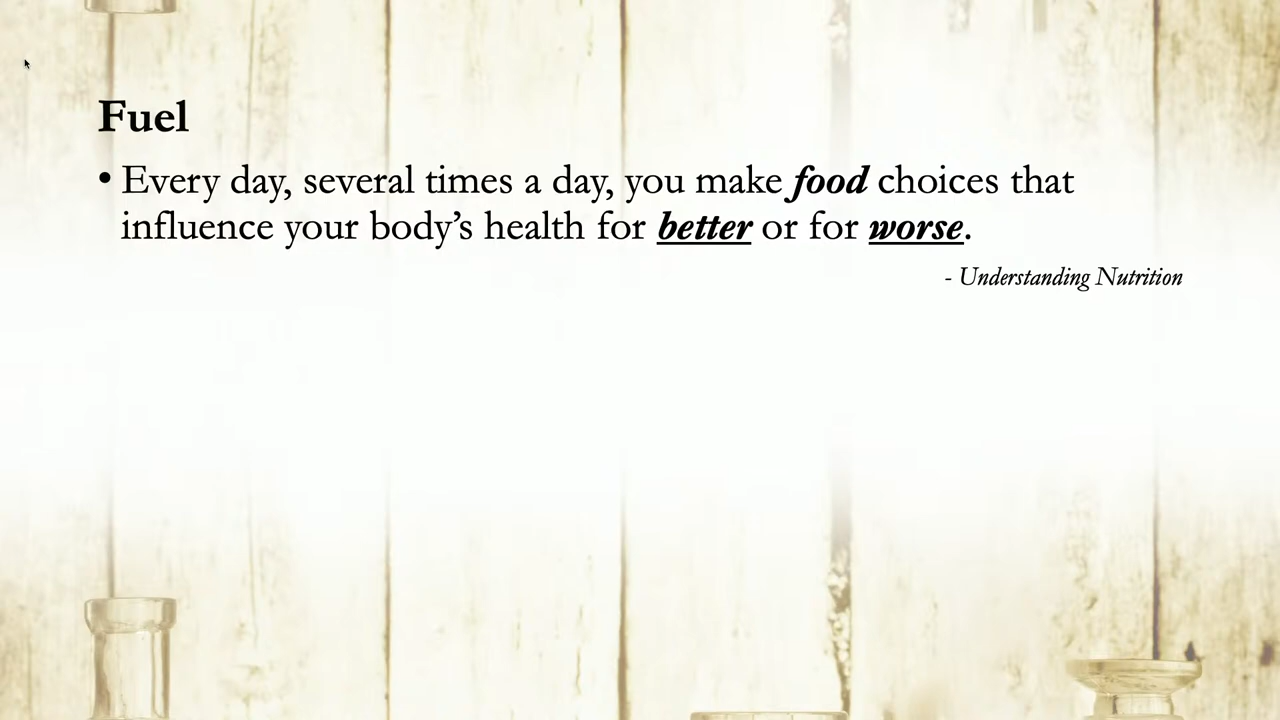 Fuel
• Every day, several times a day, you make food choices that
influence your body’s health for better or for worse.
- Understanding Nutrition